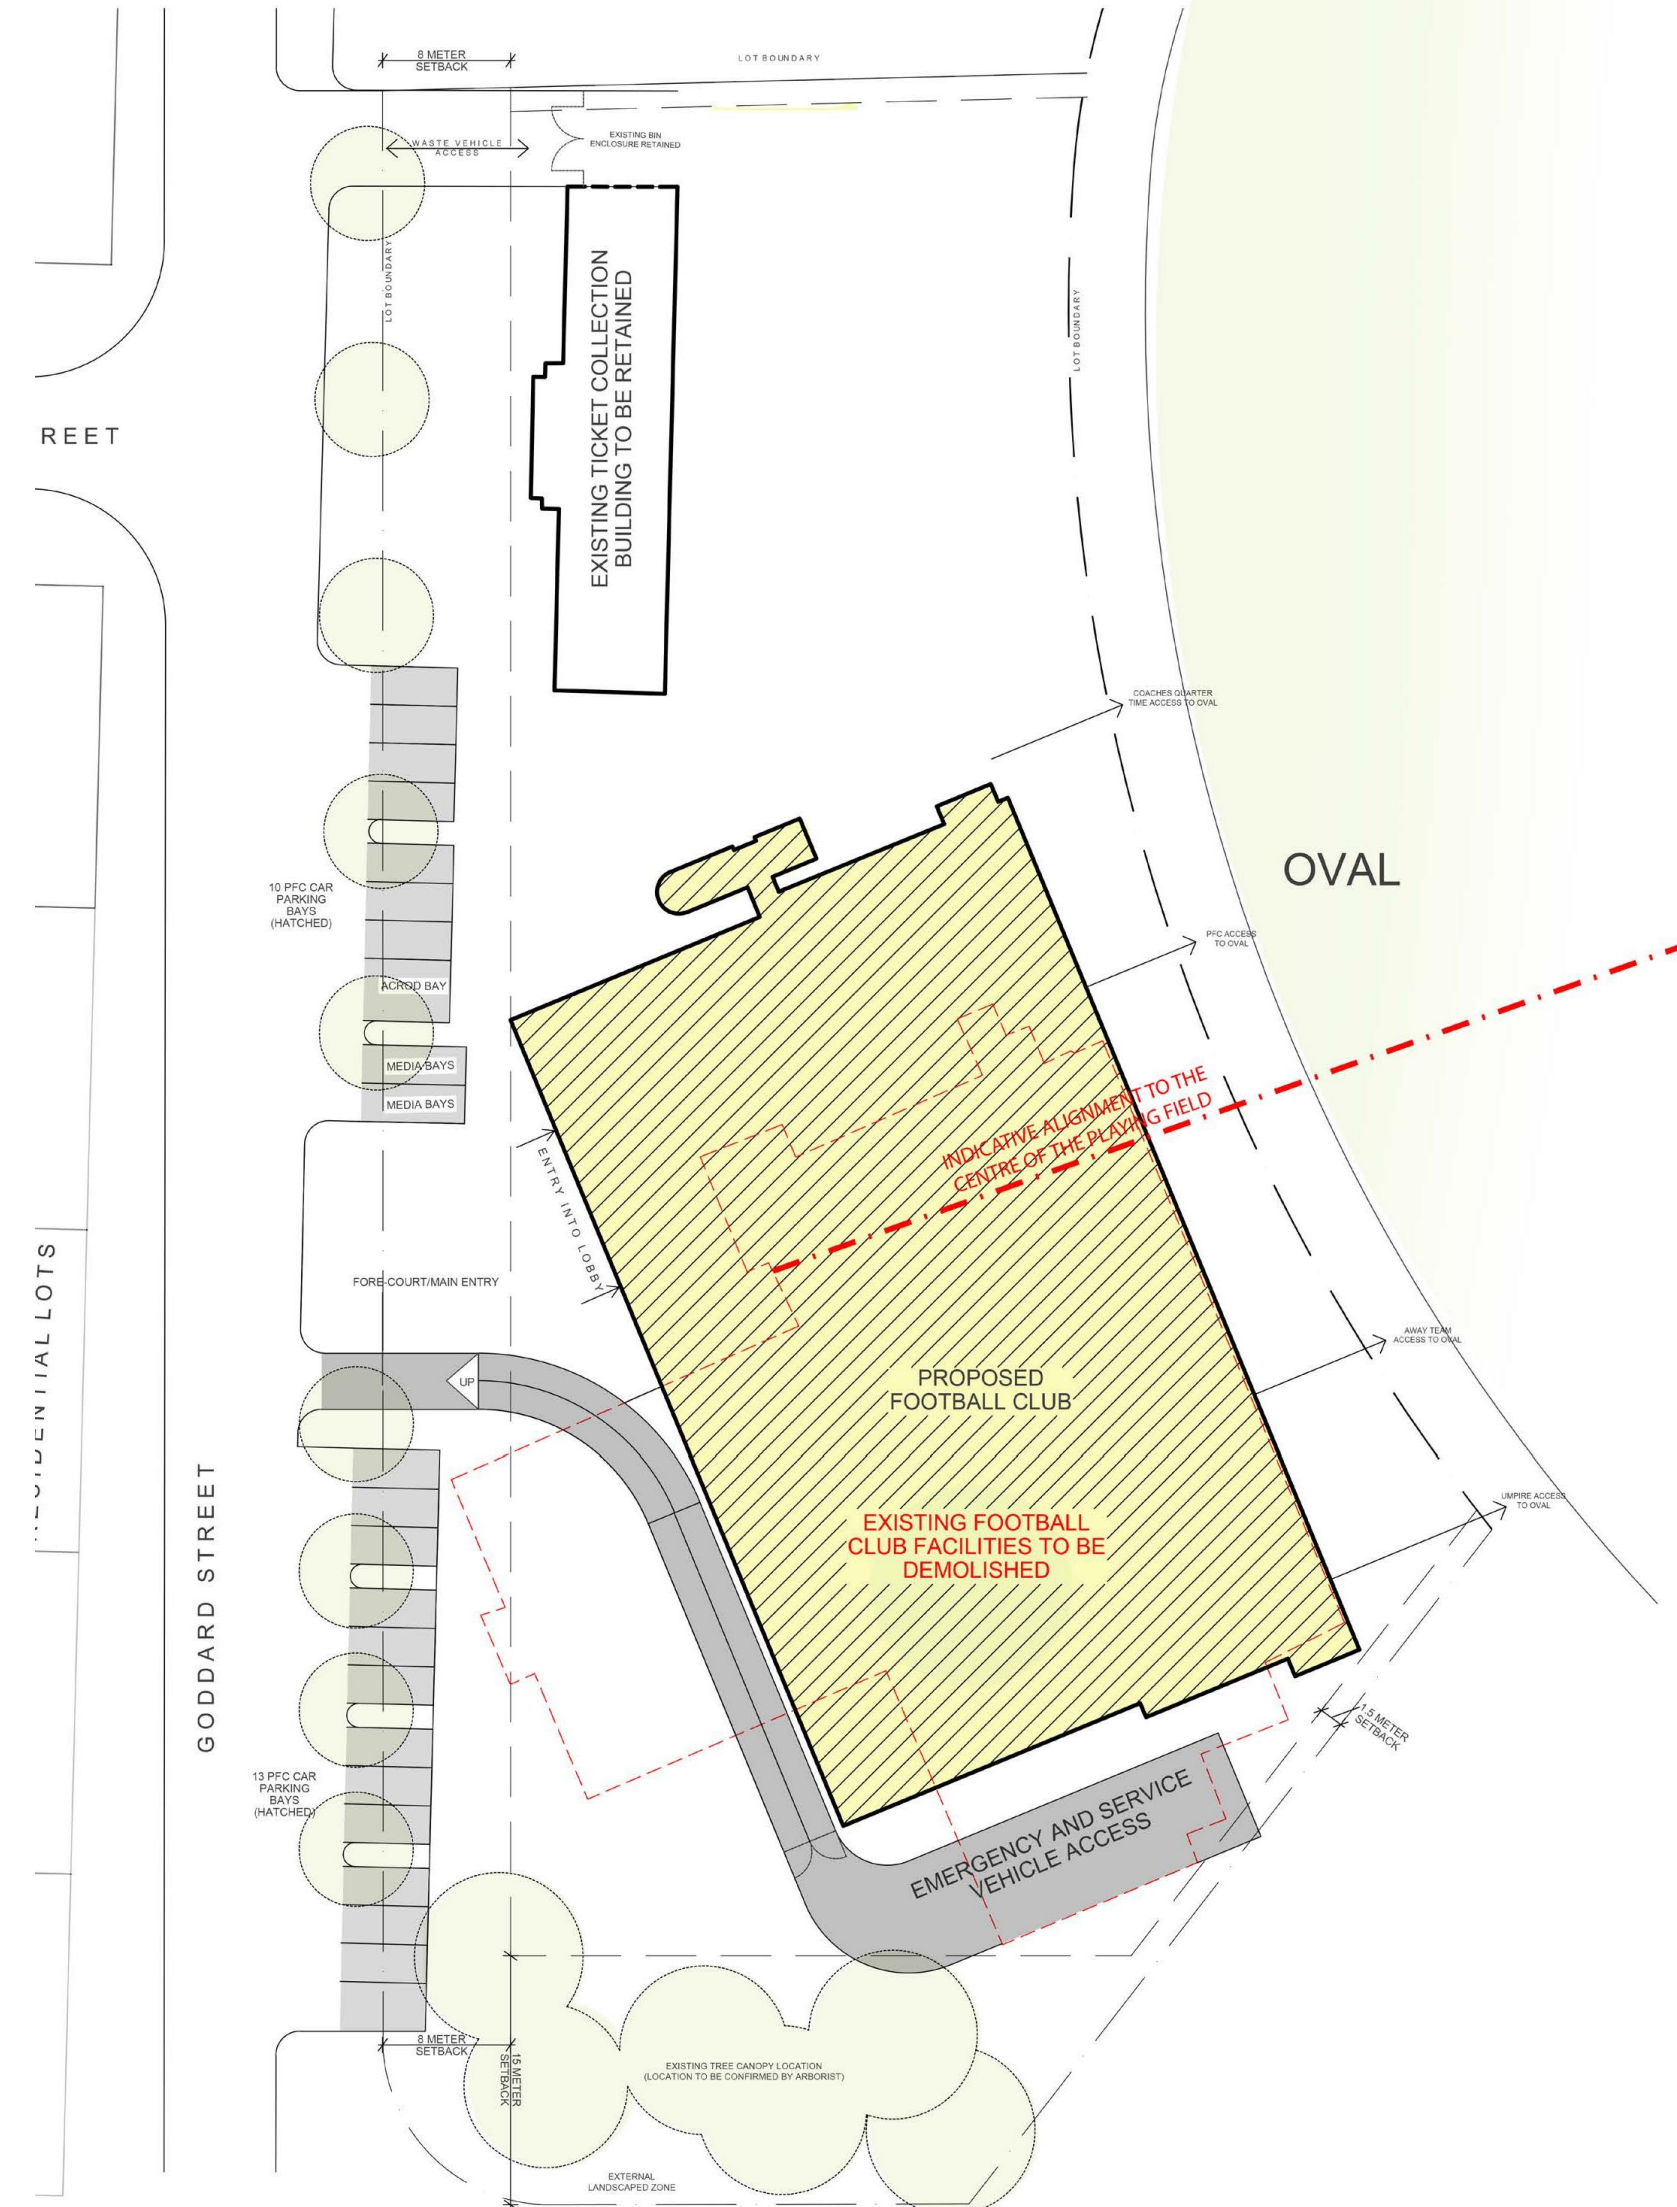 8 METER
SETBACK
LOT BOUNDARY
WASTE VEHICLE
ACCESS
EXISTING BIN
ENCLOSURE RETAINED
LOT BOUNDARY
EXISTING TICKET COLLECTION
BUILDING TO BE RETAINED
LOT BOUNDARY
REET
COACHES QUARTER
TIME ACCESS TO OVAL
OVAL
10 PFC CAR
PARKING
BAYS
(HATCHED)
PFC ACCESS
TO OVAL
ACROD BAY
MEDIA BAYS
MEDIA BAYS
INDICATIVE ALIGNMENT TO THE
CENTRE OF THE PLAYING FIELD
ENTRY INTO LOBBY
FORE-COURT/MAIN ENTRY
LOTS
AWAY TEAM
ACCESS TO OVAL
UP
PROPOSED
FOOTBALL CLUB
GODDARD STREET
UMPIRE ACCESS
TO OVAL
EXISTING FOOTBALL
CLUB FACILITIES TO BE
DEMOLISHED
1.5 METER
SETBACK
13 PFC CAR
PARKING
BAYS
(HATCHED)
EMERGENCY AND SERVICE
VEHICLE ACCESS
8 METER
SETBACK
15 METER
SETBACK
EXISTING TREE CANOPY LOCATION
(LOCATION TO BE CONFIRMED BY ARBORIST)
EXTERNAL
LANDSCAPED ZONE